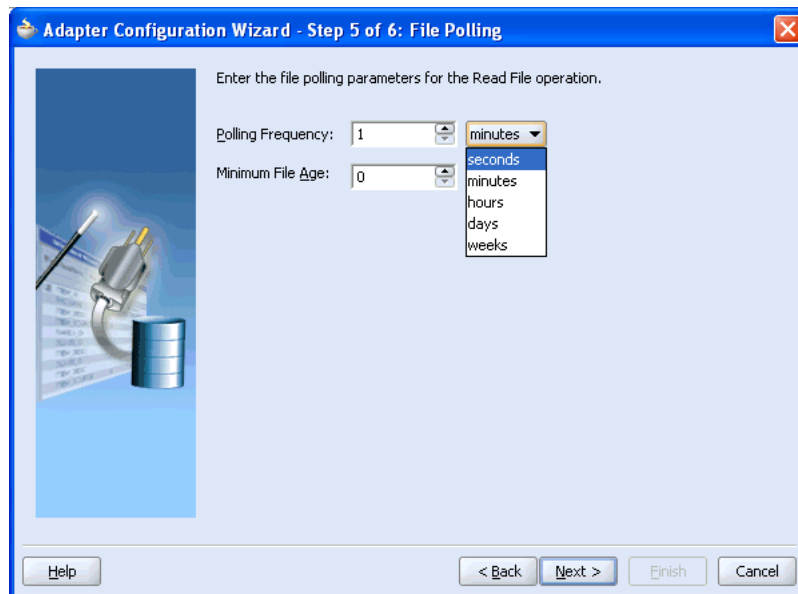 Adapter Configuration Wizard - Step 5 of 6: File Polling
Enter the file polling parameters for the Read File operation.
Polling Frequency: 1 minutes
seconds
Minimum File Age: 0
minutes
hours
days
weeks
Help < Back Next > Finish Cancel